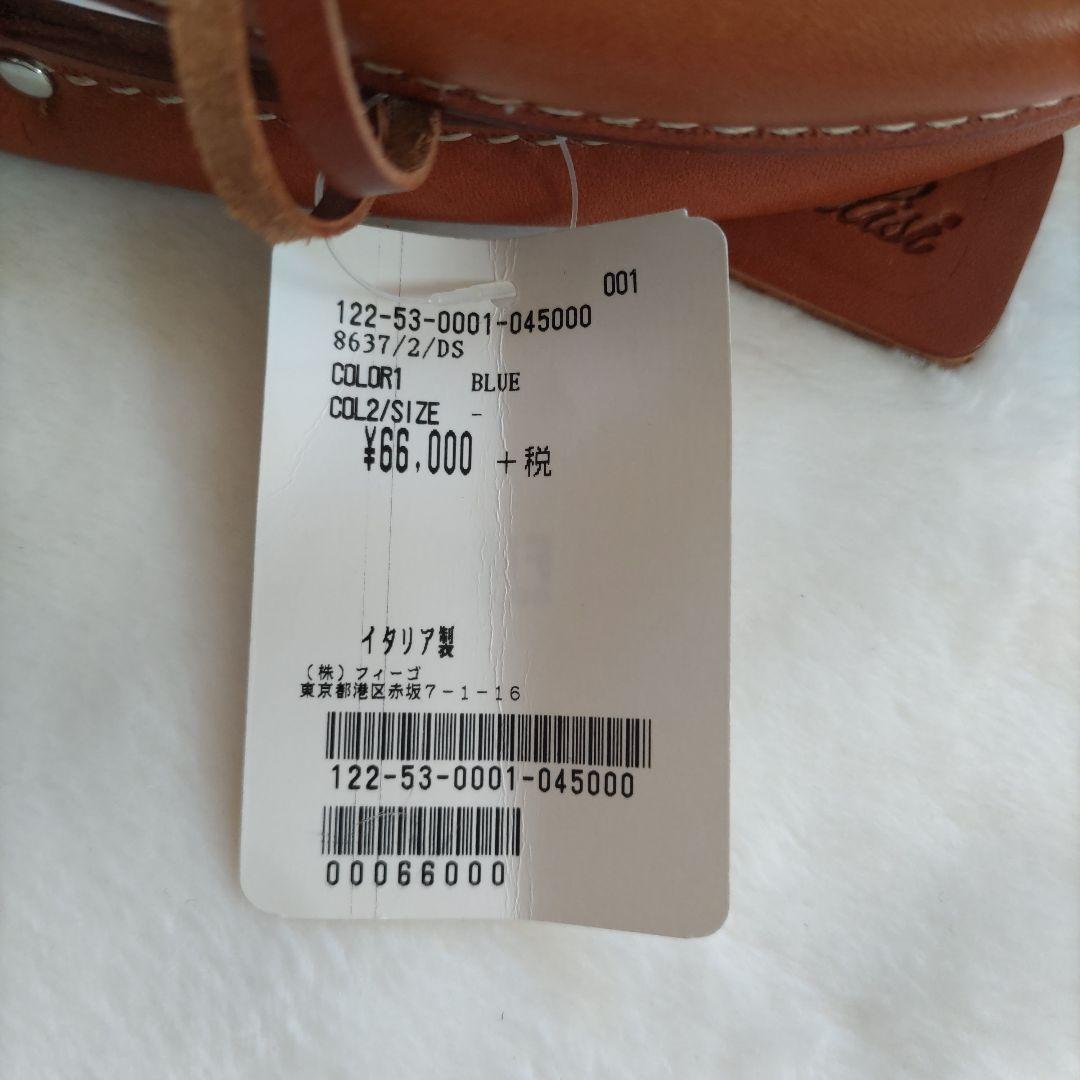 001
122-53-0001-045000
8637/2/DS
COLOR1 BLUE
COL2/SIZE -
¥66,000 +税
イタリア製
(株)フィーゴ
東京都港区赤坂7-1-16
122-53-0001-045000
00066000